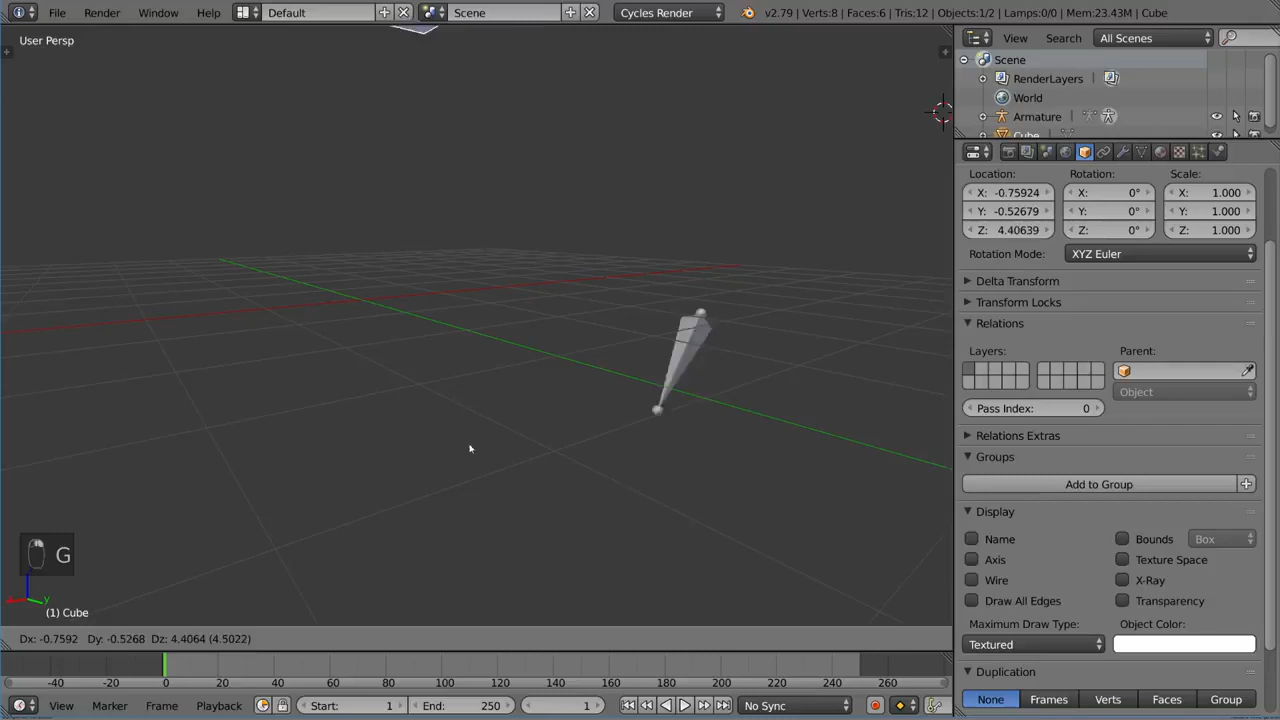 File Render Window Help Default Scene Cycles Render v2.79 | Verts:8 | Faces:6 | Tris:12 | Objects:1/2 | Lamps:0/0 | Mem:23.43M | Cube
User Persp
View Search All Scenes
Scene
RenderLayers
World
Armature
Cube
Location: Rotation: Scale:
X: -0.75924 X: 0° X: 1.000
Y: -0.52679 Y: 0° Y: 1.000
Z: 4.40639 Z: 0° Z: 1.000
Rotation Mode: XYZ Euler
Delta Transform
Transform Locks
Relations
Layers: Parent:
Object
Pass Index: 0
Relations Extras
Groups
Add to Group
Display
Name Bounds Box
Axis Texture Space
Wire X-Ray
Draw All Edges Transparency
Maximum Draw Type: Object Color:
Textured
Duplication
None Frames Verts Faces Group
G
(1) Cube
Dx: -0.7592 Dy: -0.5268 Dz: 4.4064 (4.5022)
-40 -20 0 20 40 60 80 100 120 140 160 180 200 220 240 260
View Marker Frame Playback Start: 1 End: 250 1 No Sync